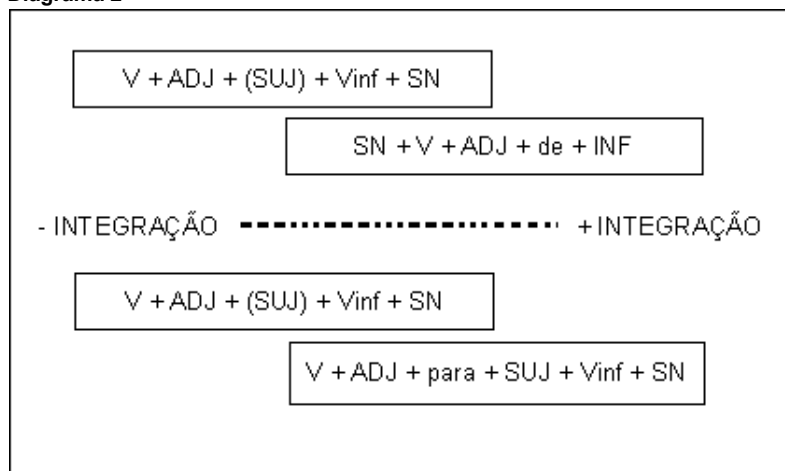 Diagrama 2
V + ADJ + (SUJ) + Vinf + SN
SN + V + ADJ + de + INF
- INTEGRAÇÃO + INTEGRAÇÃO
V + ADJ + (SUJ) + Vinf + SN
V + ADJ + para + SUJ + Vinf + SN